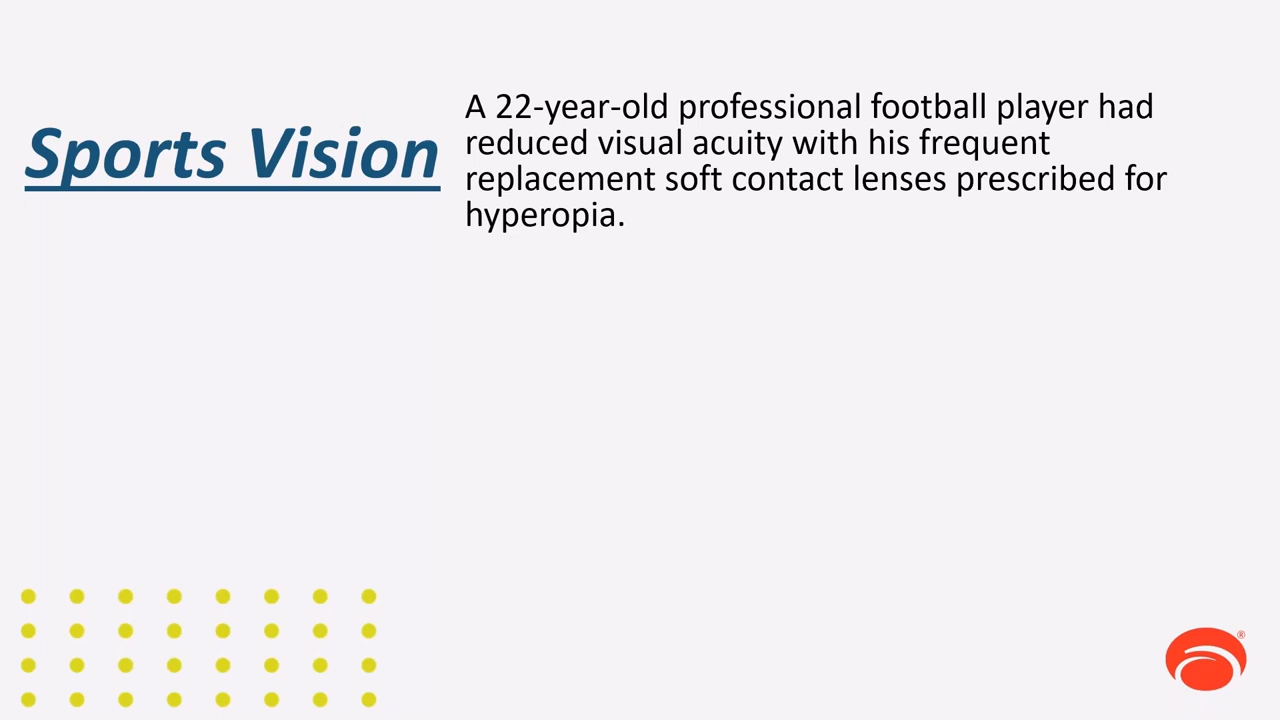 Sports Vision
A 22-year-old professional football player had
reduced visual acuity with his frequent
replacement soft contact lenses prescribed for
hyperopia.
®